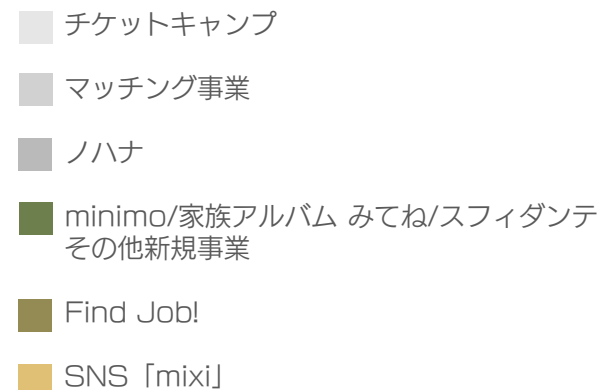 チケットキャンプ
マッチング事業
ノハナ
minimo/家族アルバム みてね/スフィダンテ
その他新規事業
Find Job!
SNS「mixi」